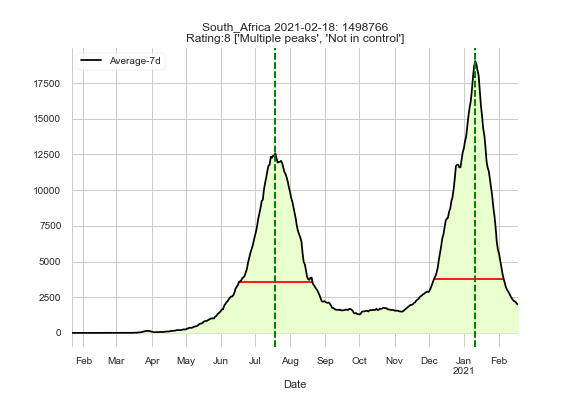 South_Africa 2021-02-18: 1498766
Rating:8 ['Multiple peaks', 'Not in control']
Average-7d
17500
15000
12500
10000
7500
5000
2500
0
Feb Mar Apr May Jun Jul Aug Sep Oct Nov Dec Jan Feb
2021
Date